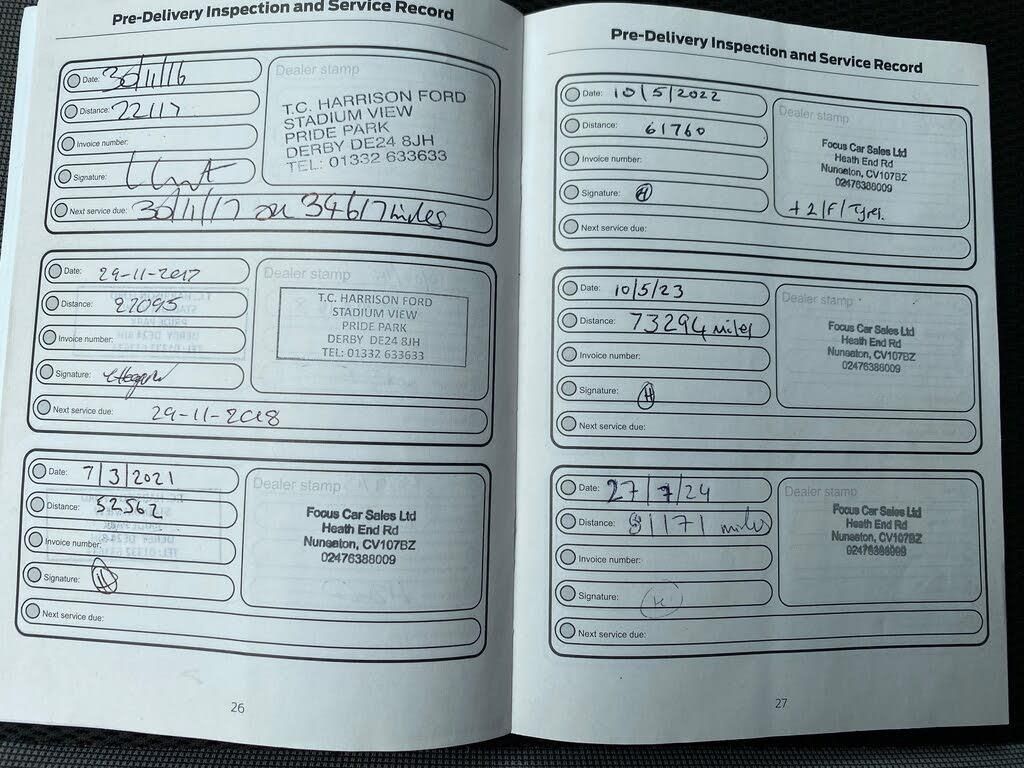 Pre-Delivery Inspection and Service Record
Date: 30/11/16
Distance: 22117
Invoice number:
Signature:
Next service due: 30/11/17 or 34617 miles
Dealer stamp
T.C. HARRISON FORD
STADIUM VIEW
PRIDE PARK
DERBY DE24 8JH
TEL: 01332 633633
Date: 29-11-2017
Distance: 27095
Invoice number:
Signature:
Next service due: 29-11-2018
Dealer stamp
T.C. HARRISON FORD
STADIUM VIEW
PRIDE PARK
DERBY DE24 8JH
TEL: 01332 633633
Date: 7/3/2021
Distance: 52562
Invoice number:
Signature: H
Next service due:
Dealer stamp
Focus Car Sales Ltd
Heath End Rd
Nuneaton, CV107BZ
02476388009
26
Pre-Delivery Inspection and Service Record
Date: 10/5/2022
Distance: 61760
Invoice number:
Signature: H
Next service due:
Dealer stamp
Focus Car Sales Ltd
Heath End Rd
Nuneaton, CV107BZ
02476388009
+ 2/F/Tyres.
Date: 10/5/23
Distance: 73294 miles
Invoice number:
Signature: H
Next service due:
Dealer stamp
Focus Car Sales Ltd
Heath End Rd
Nuneaton, CV107BZ
02476388009
Date: 27/7/24
Distance: 81171 miles
Invoice number:
Signature: H
Next service due:
Dealer stamp
Focus Car Sales Ltd
Heath End Rd
Nuneaton, CV107BZ
02476388009
27